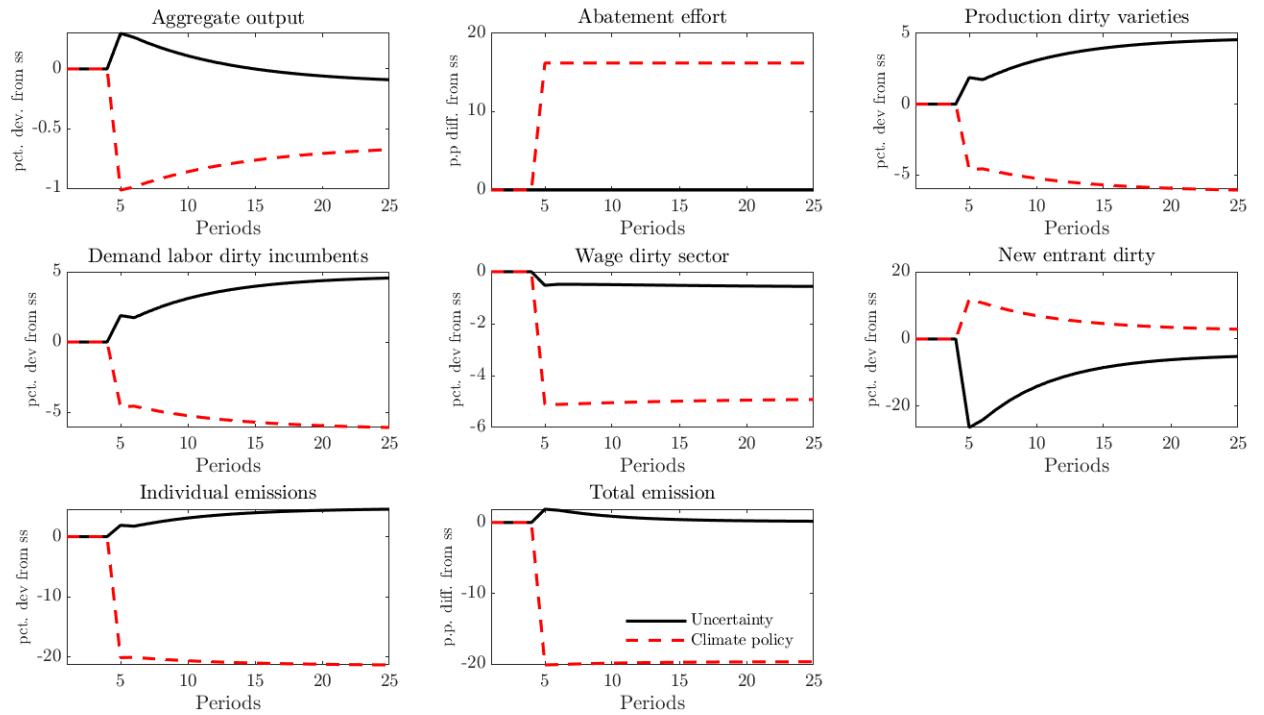 Aggregate output
pct. dev. from ss
0
-0.5
-1
5 10 15 20 25
Periods
Abatement effort
p.p diff. from ss
20
10
0
5 10 15 20 25
Periods
Production dirty varieties
pct. dev from ss
5
0
-5
5 10 15 20 25
Periods
Demand labor dirty incumbents
pct. dev from ss
5
0
-5
5 10 15 20 25
Periods
Wage dirty sector
pct. dev from ss
0
-2
-4
-6
5 10 15 20 25
Periods
New entrant dirty
pct. dev from ss
20
0
-20
5 10 15 20 25
Periods
Individual emissions
pct. dev from ss
0
-10
-20
5 10 15 20 25
Periods
Total emission
p.p. diff. from ss
0
-10
-20
5 10 15 20 25
Periods
Uncertainty
Climate policy